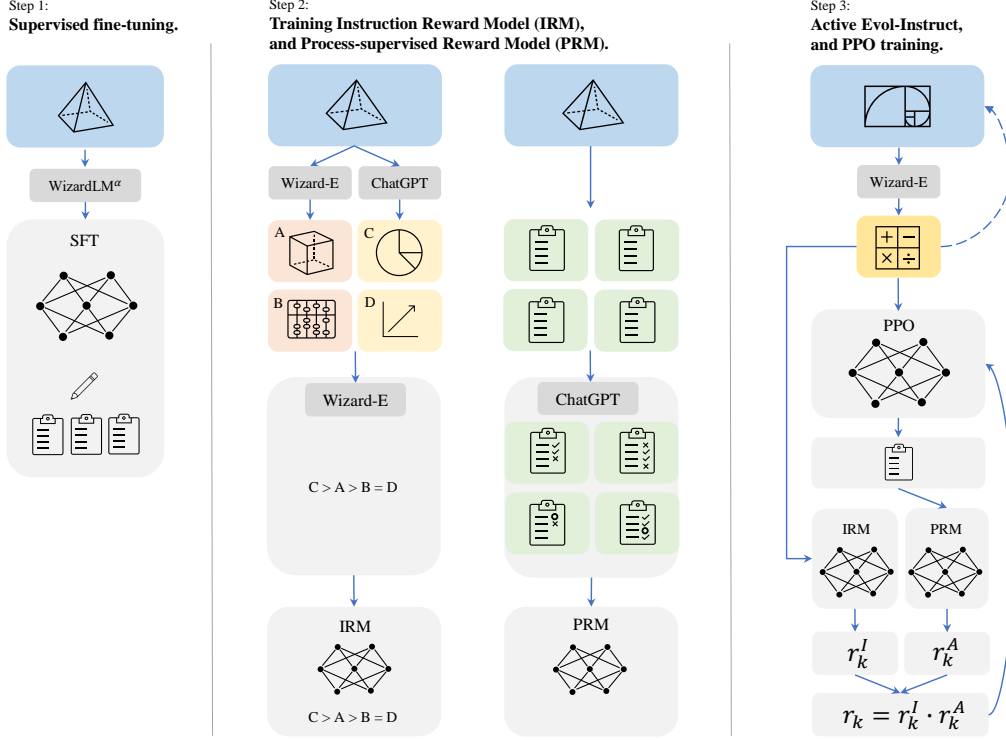 Step 1:
Supervised fine-tuning.
WizardLM^α
SFT
Step 2:
Training Instruction Reward Model (IRM),
and Process-supervised Reward Model (PRM).
Wizard-E
ChatGPT
A
C
B
D
Wizard-E
C > A > B = D
IRM
C > A > B = D
ChatGPT
PRM
Step 3:
Active Evol-Instruct,
and PPO training.
Wizard-E
+ −
× ÷
PPO
IRM
PRM
r_k^I
r_k^A
r_k = r_k^I · r_k^A